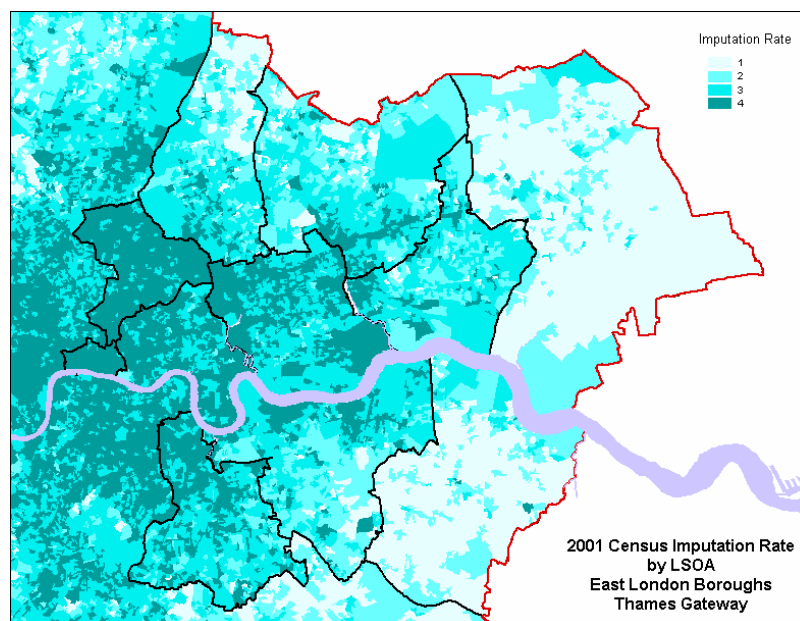 Imputation Rate
1
2
3
4
2001 Census Imputation Rate
by LSOA
East London Boroughs
Thames Gateway